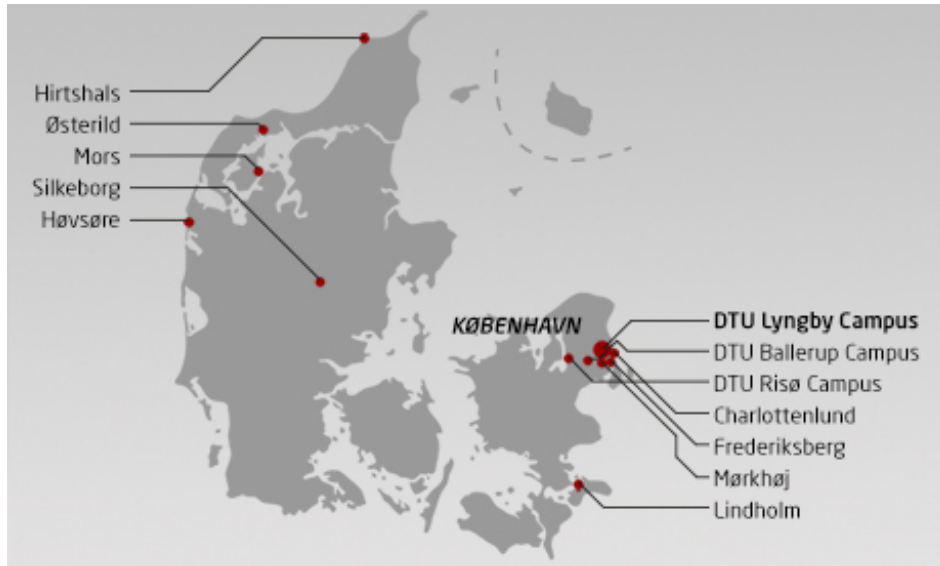 Hirtshals
Østerild
Mors
Silkeborg
Høvsøre
KØBENHAVN
DTU Lyngby Campus
DTU Ballerup Campus
DTU Risø Campus
Charlottenlund
Frederiksberg
Mørkhøj
Lindholm